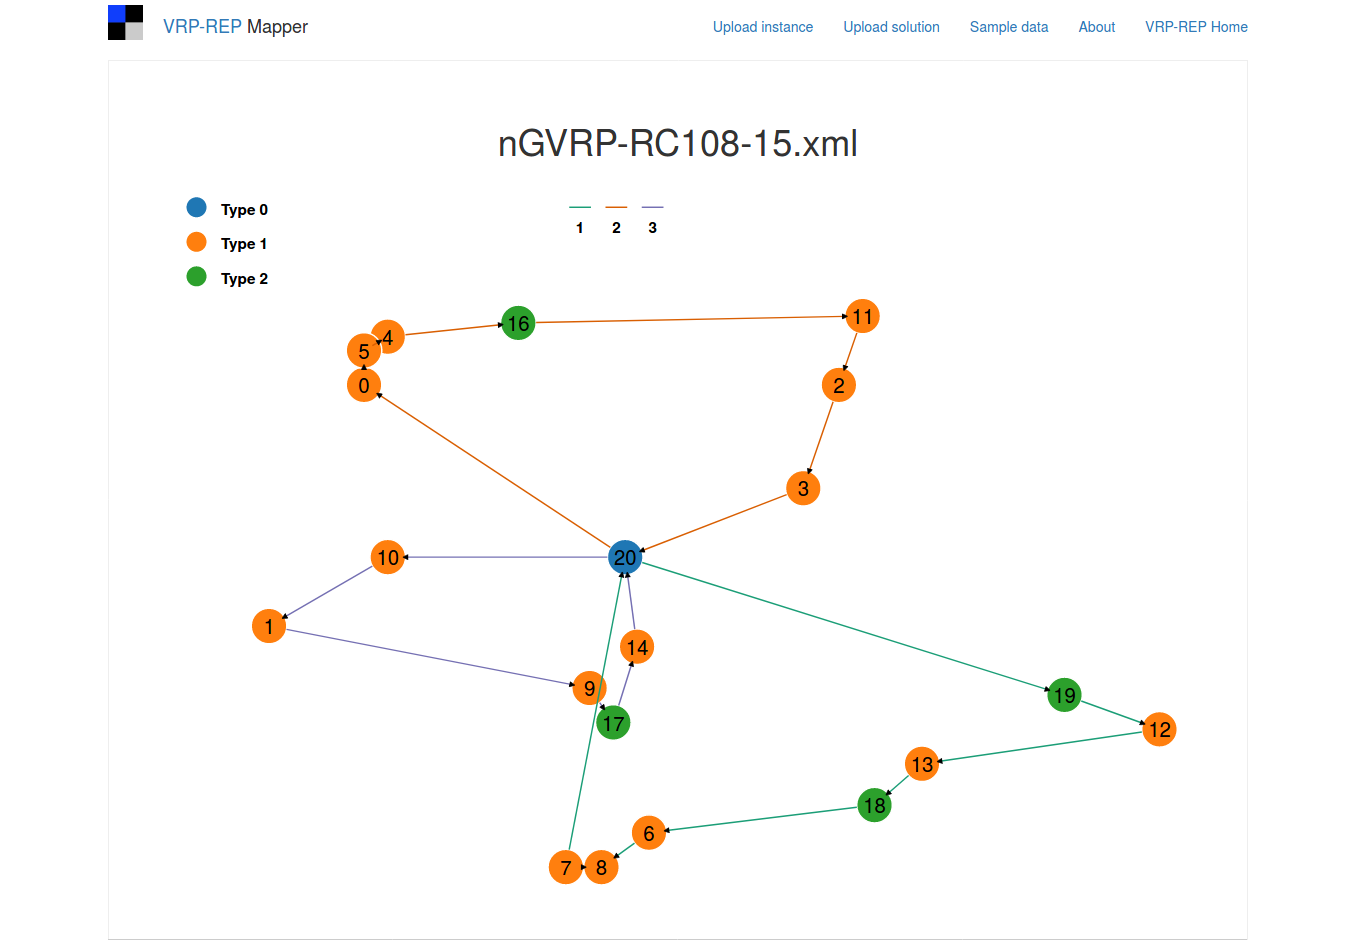 VRP-REP Mapper
Upload instance
Upload solution
Sample data
About
VRP-REP Home
nGVRP-RC108-15.xml
Type 0
Type 1
Type 2
1 2 3
16
11
4
5
0
2
3
20
10
1
14
9
17
19
12
13
18
6
7
8